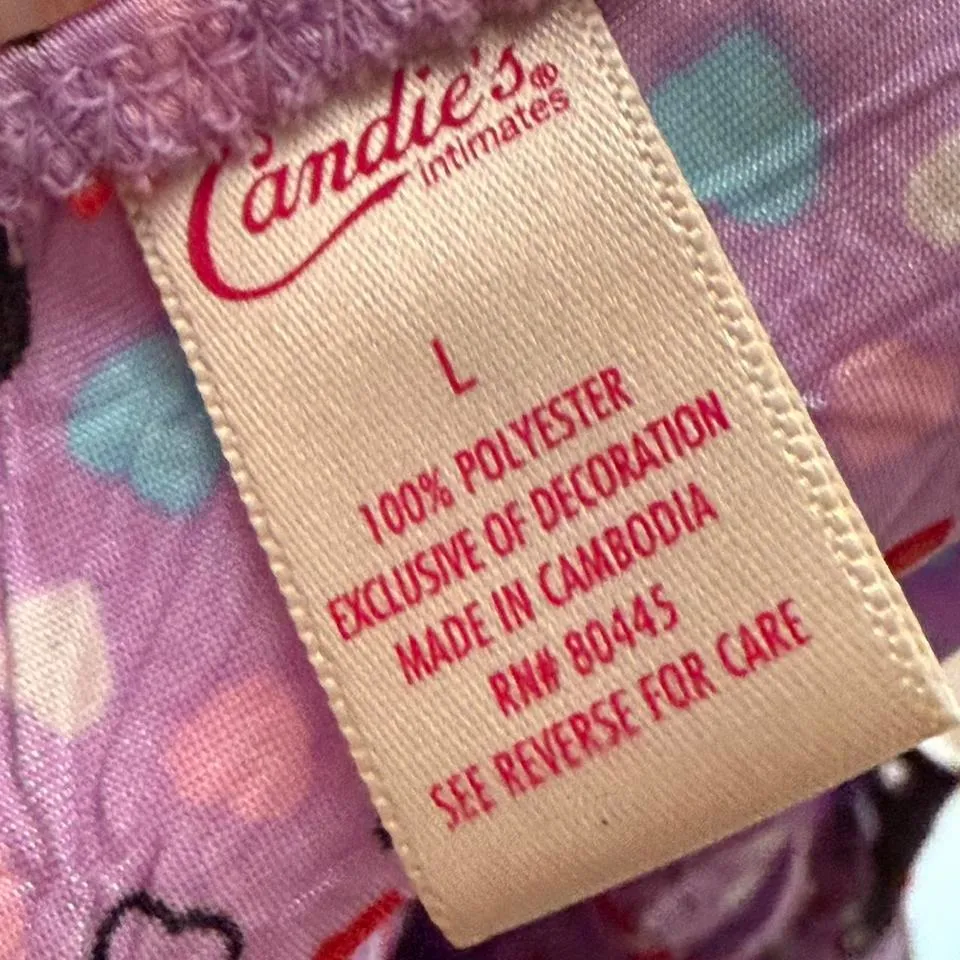 Candie's®
intimates
L
100% POLYESTER
EXCLUSIVE OF DECORATION
MADE IN CAMBODIA
RN# 80445
SEE REVERSE FOR CARE